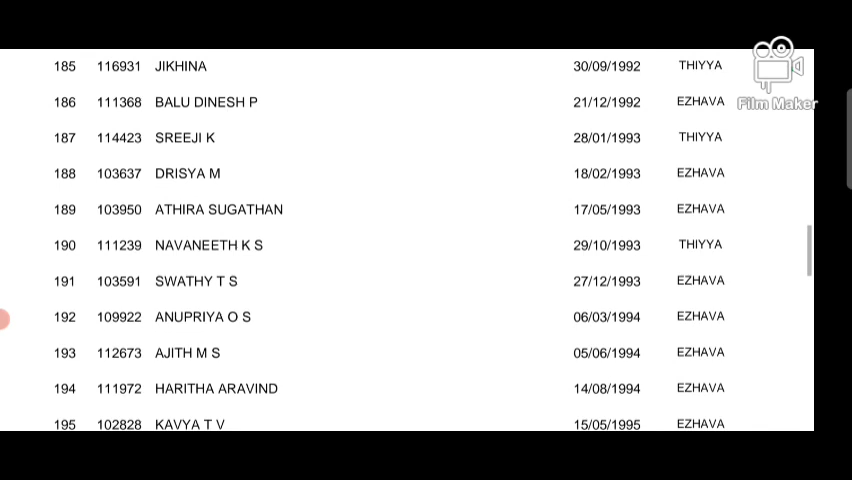 185 116931 JIKHINA 30/09/1992 THIYYA
186 111368 BALU DINESH P 21/12/1992 EZHAVA
187 114423 SREEJI K 28/01/1993 THIYYA
188 103637 DRISYA M 18/02/1993 EZHAVA
189 103950 ATHIRA SUGATHAN 17/05/1993 EZHAVA
190 111239 NAVANEETH K S 29/10/1993 THIYYA
191 103591 SWATHY T S 27/12/1993 EZHAVA
192 109922 ANUPRIYA O S 06/03/1994 EZHAVA
193 112673 AJITH M S 05/06/1994 EZHAVA
194 111972 HARITHA ARAVIND 14/08/1994 EZHAVA
195 102828 KAVYA T V 15/05/1995 EZHAVA
Film Maker